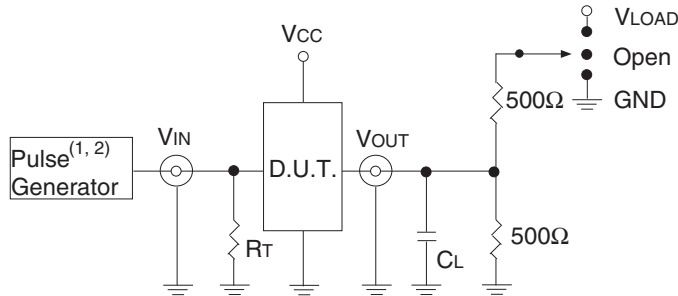 VLOAD
VCC
Open
500Ω
GND
VIN
VOUT
Pulse(1, 2)
Generator
D.U.T.
RT
CL
500Ω